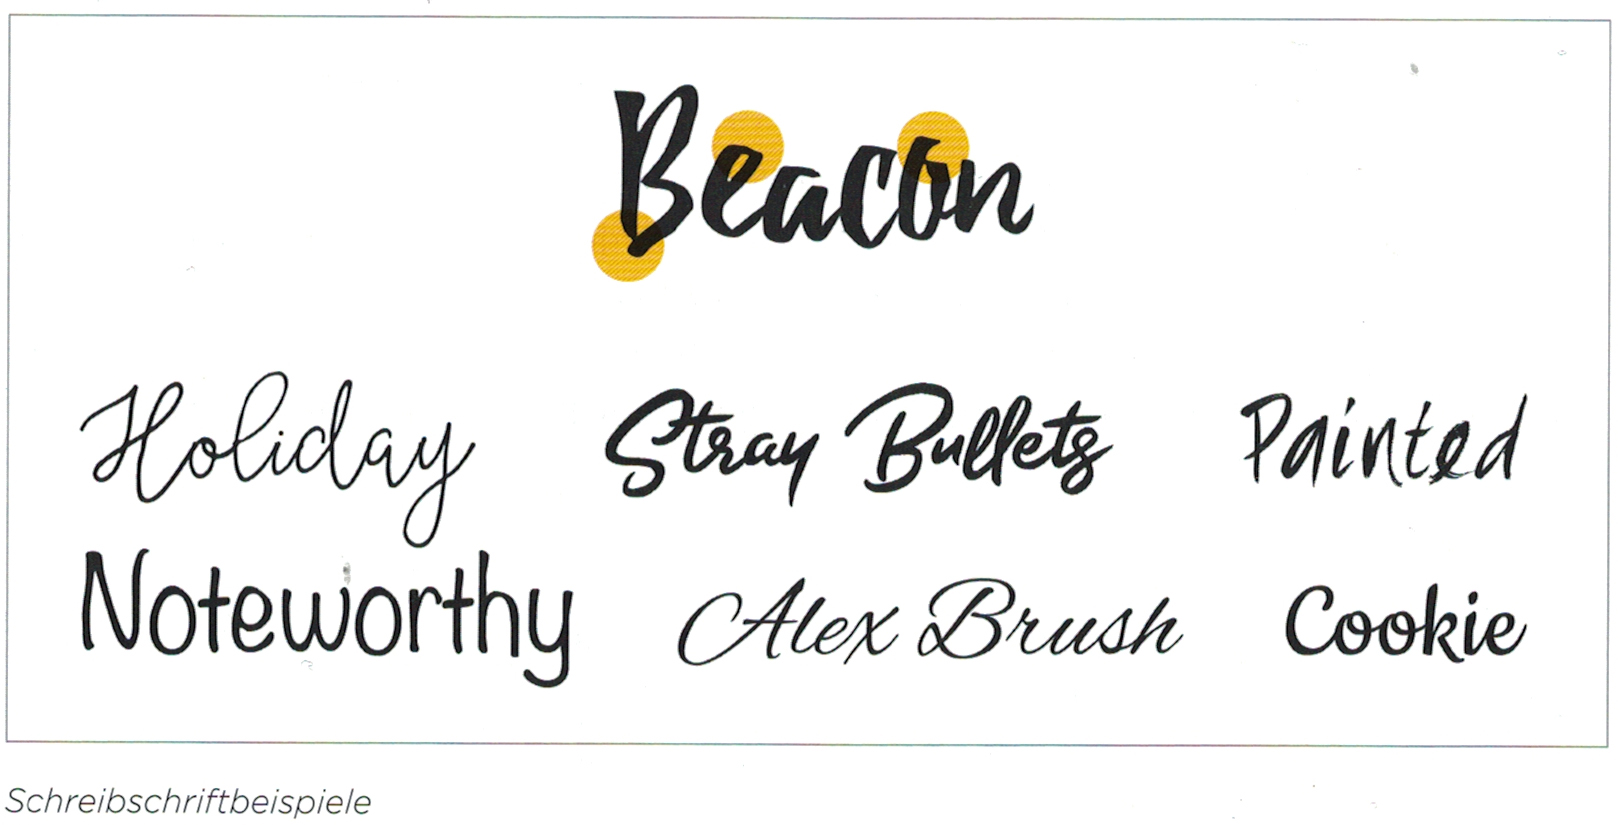 Beacon
Holiday Stray Bullets Painted
Noteworthy Alex Brush Cookie
Schreibschriftbeispiele